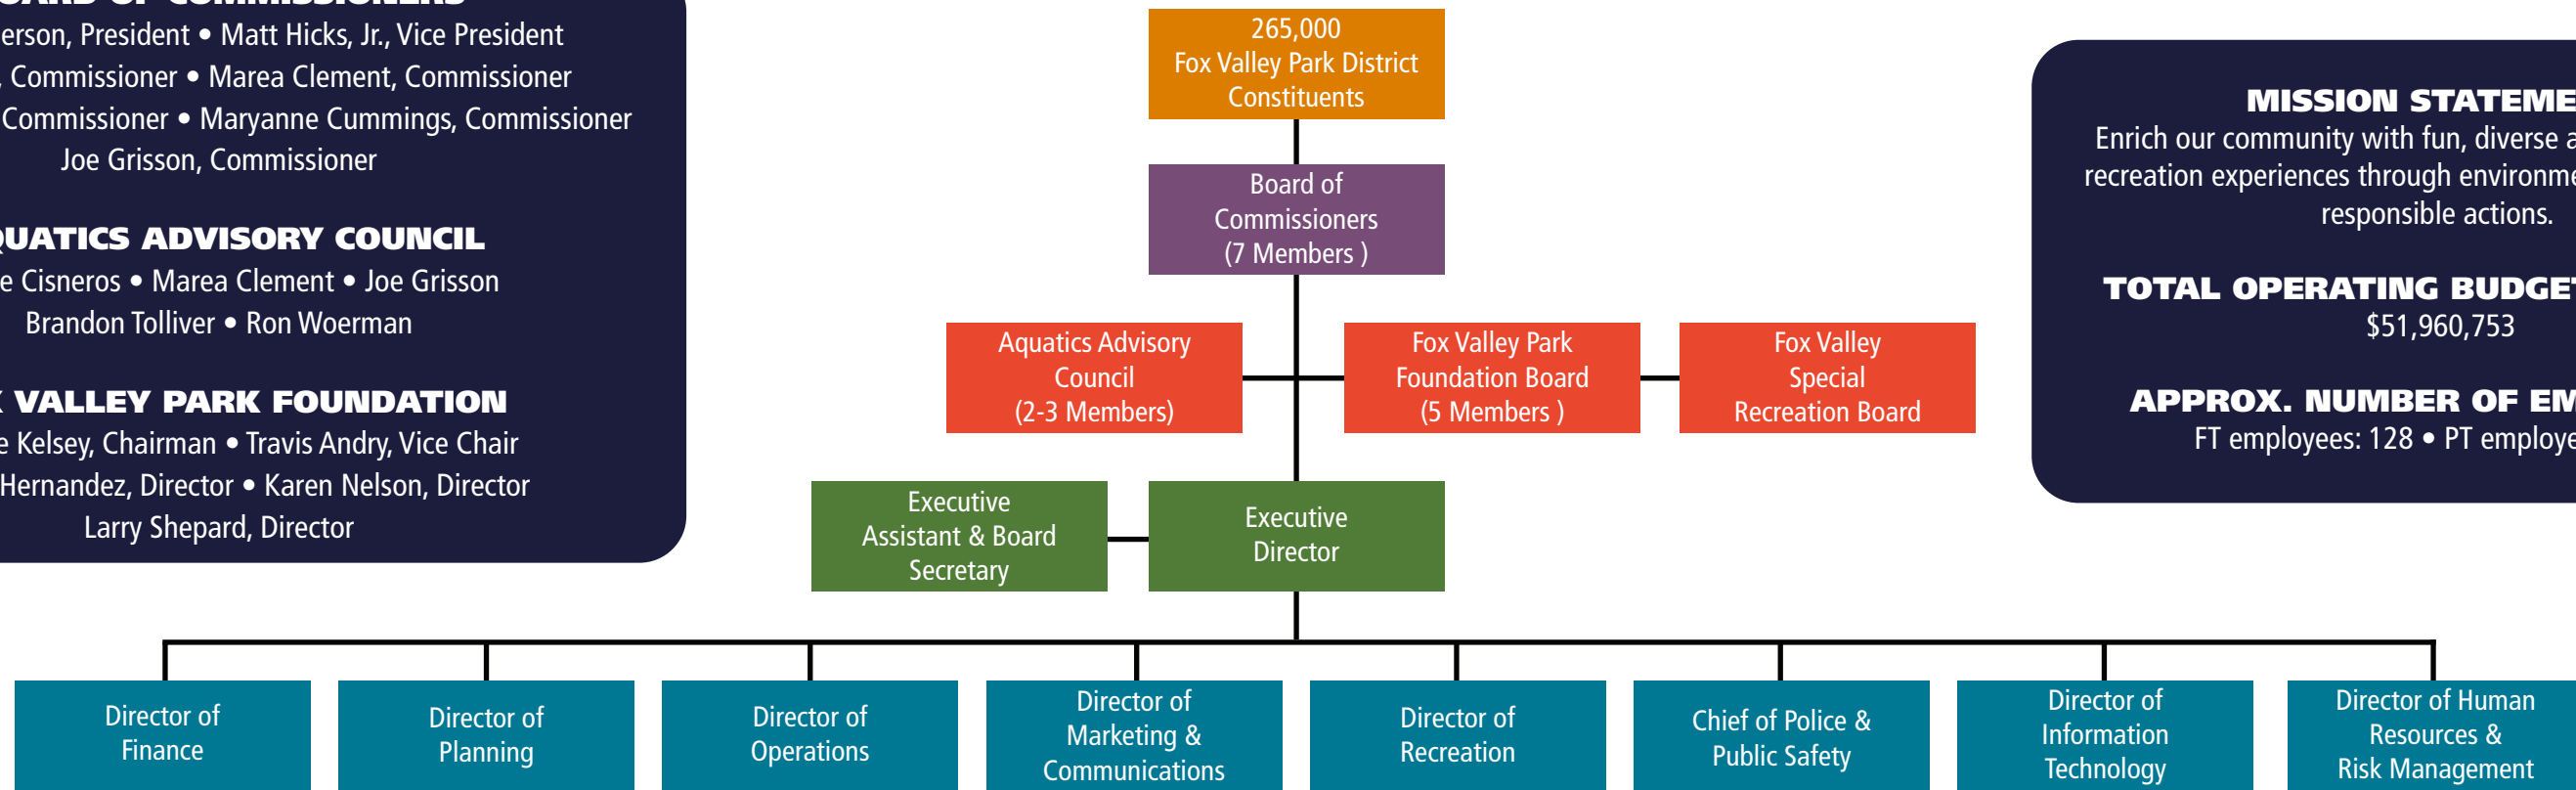 BOARD OF COMMISSIONERS
President • Matt Hicks, Jr., Vice President
Commissioner • Marea Clement, Commissioner
Commissioner • Maryanne Cummings, Commissioner
Joe Grisson, Commissioner
AQUATICS ADVISORY COUNCIL
Cisneros • Marea Clement • Joe Grisson
Brandon Tolliver • Ron Woerman
VALLEY PARK FOUNDATION
Kelsey, Chairman • Travis Andry, Vice Chair
Hernandez, Director • Karen Nelson, Director
Larry Shepard, Director
265,000
Fox Valley Park District
Constituents
Board of
Commissioners
(7 Members )
Aquatics Advisory
Council
(2-3 Members)
Fox Valley Park
Foundation Board
(5 Members )
Fox Valley
Special
Recreation Board
Executive
Assistant & Board
Secretary
Executive
Director
MISSION STATEME
Enrich our community with fun, diverse a
recreation experiences through environme
responsible actions.
TOTAL OPERATING BUDGET
$51,960,753
APPROX. NUMBER OF EM
FT employees: 128 • PT employe
Director of
Finance
Director of
Planning
Director of
Operations
Director of
Marketing &
Communications
Director of
Recreation
Chief of Police &
Public Safety
Director of
Information
Technology
Director of Human
Resources &
Risk Management